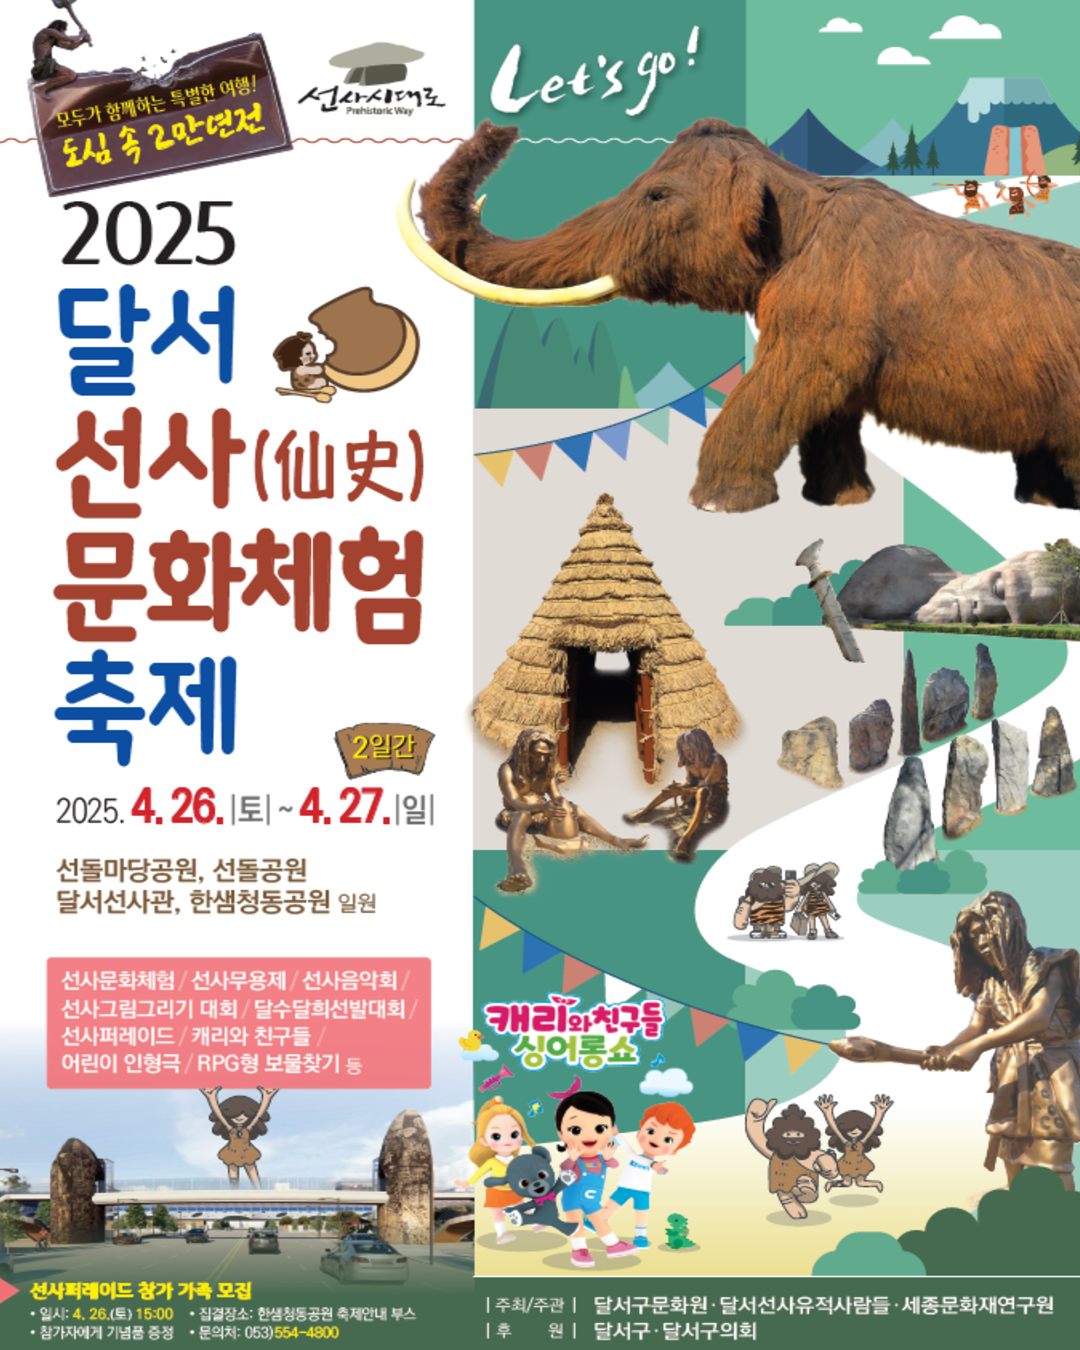 모두가 함께하는 특별한 여행!
도심 속 2만년전
선사시대로
Prehistoric Way
Let's go!
2025
달서
선사(仙史)
문화체험
축제
2일간
2025. 4. 26. |토| ~ 4. 27. |일|
선돌마당공원, 선돌공원
달서선사관, 한샘청동공원 일원
선사문화체험 / 선사무용제 / 선사음악회 /
선사그림그리기 대회 / 달수달희선발대회 /
선사퍼레이드 / 캐리와 친구들 /
어린이 인형극 / RPG형 보물찾기 등
캐리와친구들
싱어롱쇼
선사퍼레이드 참가 가족 모집
• 일시: 4. 26.(토) 15:00 • 집결장소: 한샘청동공원 축제안내 부스
• 참가자에게 기념품 증정 • 문의처: 053)554-4800
| 주최/주관 | 달서구문화원 · 달서선사유적사람들 · 세종문화재연구원
| 후 원 | 달서구 · 달서구의회